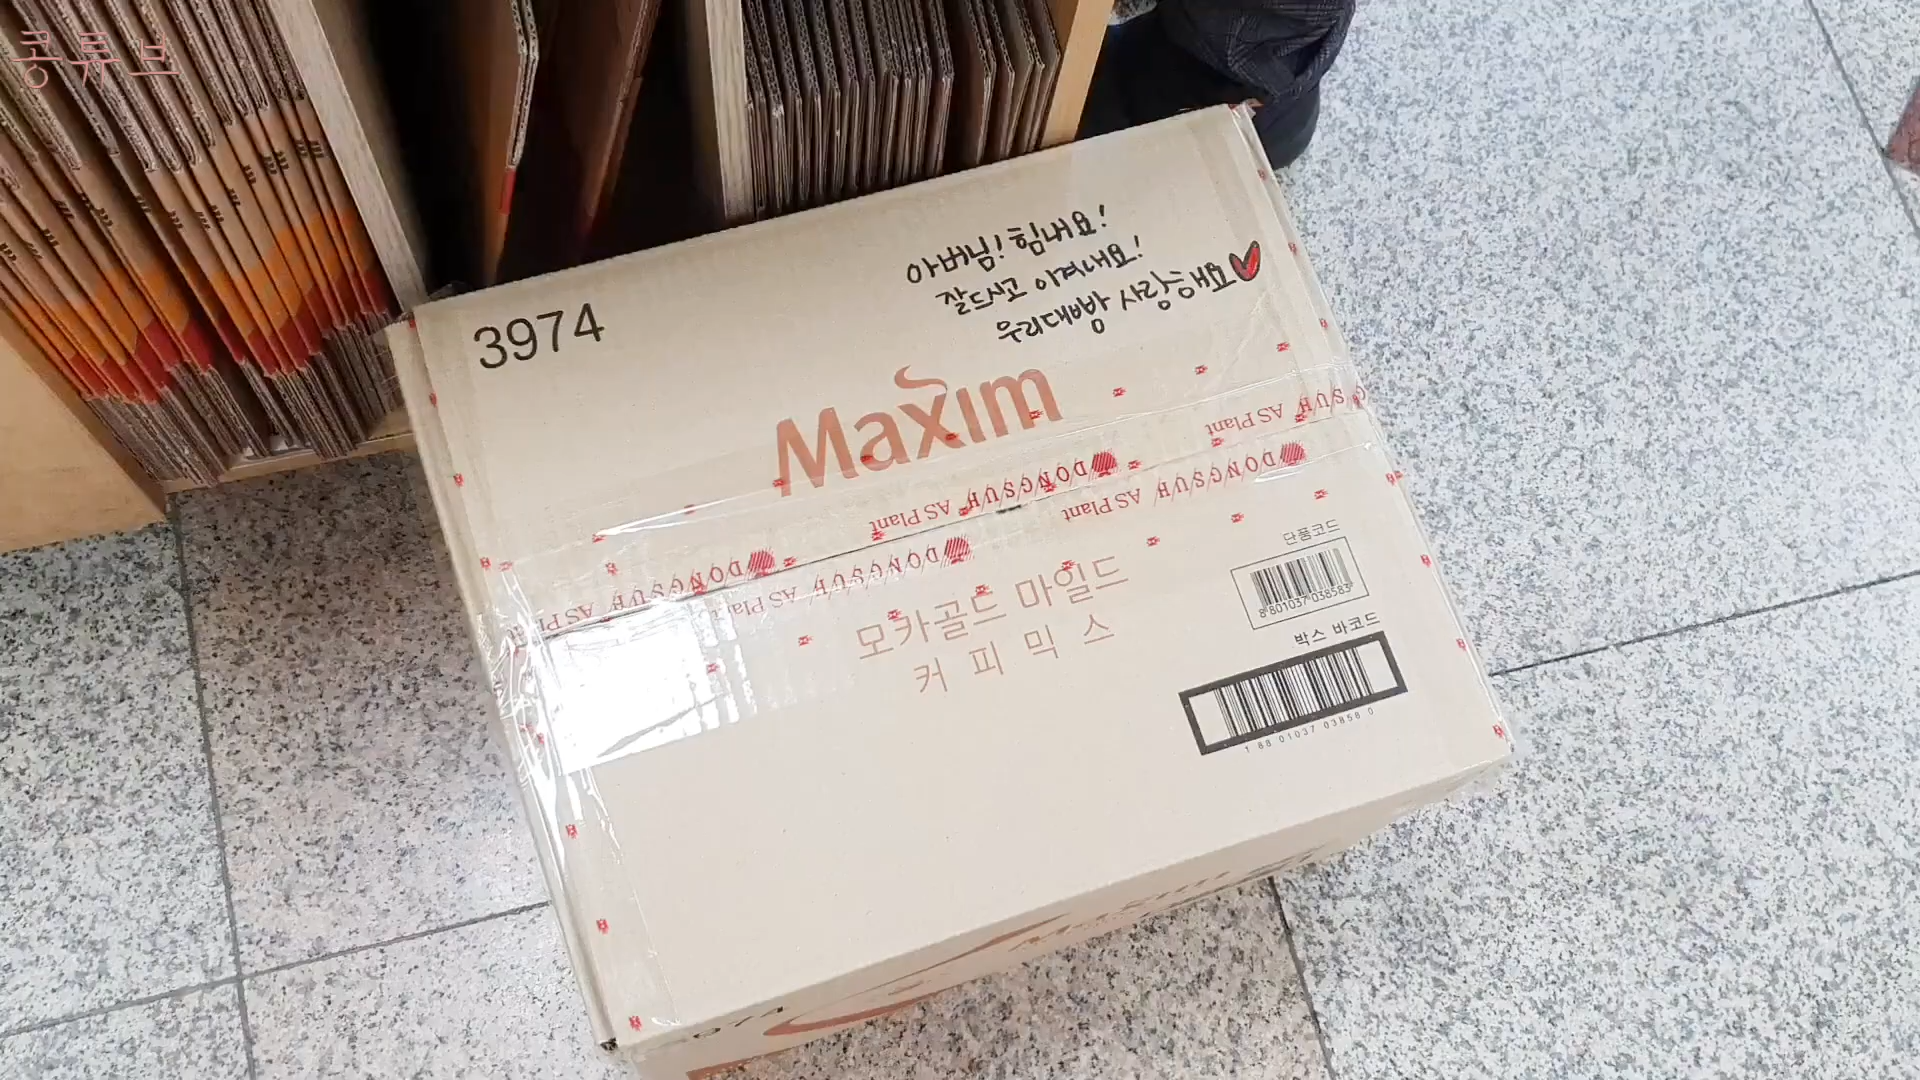 콩튜브
3974
아버님! 힘내요!
잘드시고 이겨내요!
우리대빵 사랑해요
Maxim
DONGSUH AS Plant
DONGSUH AS Plant
DONGSUH AS Plant
DONGSUH AS Plant
DONGSUH AS Plant
모카골드 마일드
커피믹스
단품코드
8 801037 038583
박스 바코드
1 88 01037 03858 0